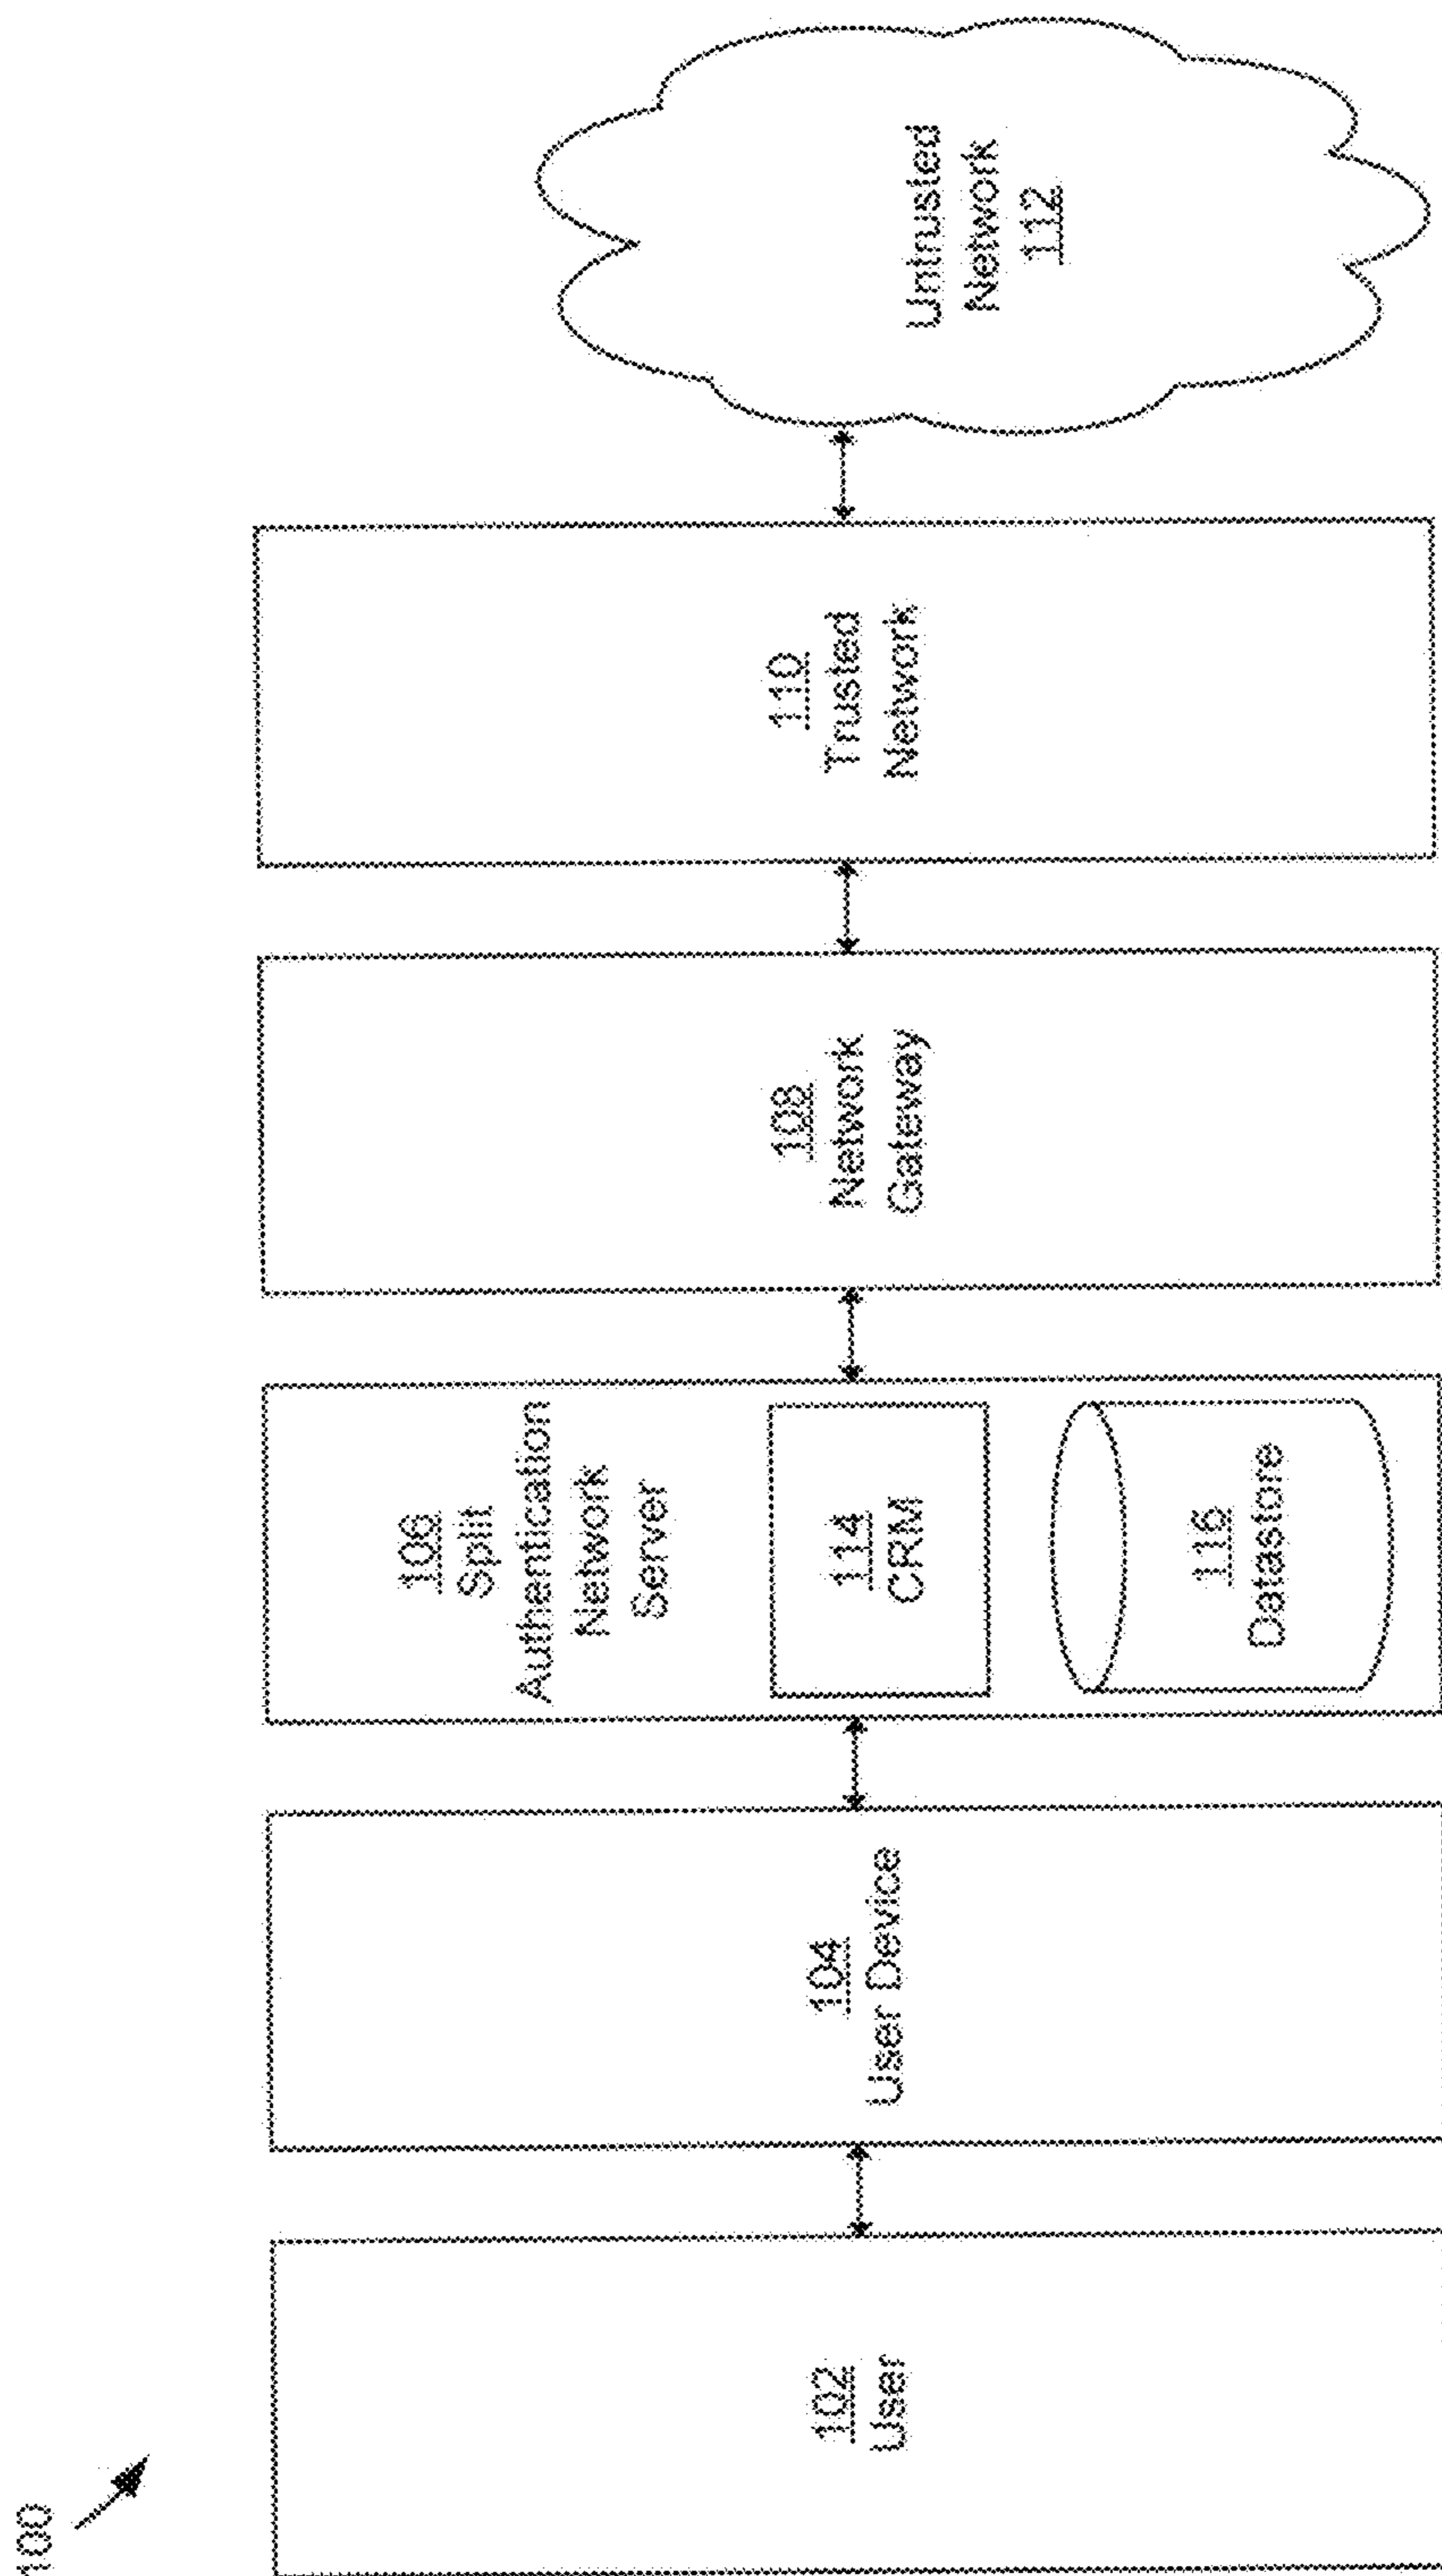 100
102
User
104
User Device
106
Split
Authentication
Network
Server
114
CRM
116
Datastore
108
Network
Gateway
110
Trusted
Network
Untrusted
Network
112